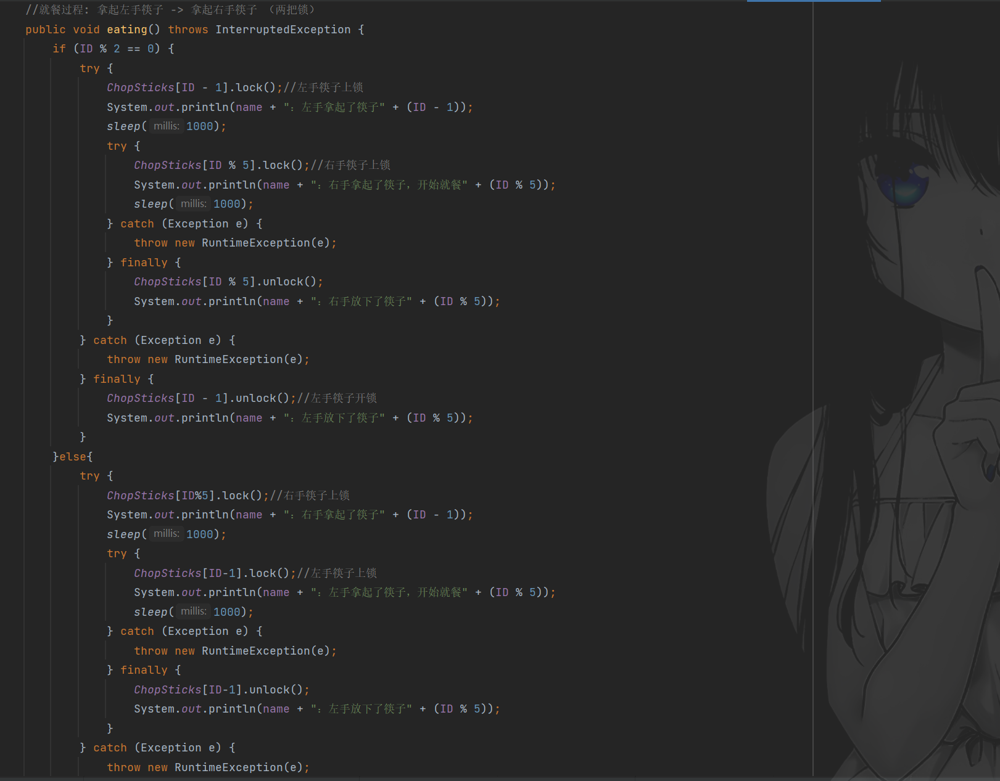 //就餐过程: 拿起左手筷子 -> 拿起右手筷子 （两把锁）
public void eating() throws InterruptedException {
if (ID % 2 == 0) {
try {
ChopSticks[ID - 1].lock();//左手筷子上锁
System.out.println(name + ": 左手拿起了筷子" + (ID - 1));
sleep( millis: 1000);
try {
ChopSticks[ID % 5].lock();//右手筷子上锁
System.out.println(name + ": 右手拿起了筷子，开始就餐" + (ID % 5));
sleep( millis: 1000);
} catch (Exception e) {
throw new RuntimeException(e);
} finally {
ChopSticks[ID % 5].unlock();
System.out.println(name + ": 右手放下了筷子" + (ID % 5));
}
} catch (Exception e) {
throw new RuntimeException(e);
} finally {
ChopSticks[ID - 1].unlock();//左手筷子开锁
System.out.println(name + ": 左手放下了筷子" + (ID % 5));
}
}else{
try {
ChopSticks[ID%5].lock();//右手筷子上锁
System.out.println(name + ": 右手拿起了筷子" + (ID - 1));
sleep( millis: 1000);
try {
ChopSticks[ID-1].lock();//左手筷子上锁
System.out.println(name + ": 左手拿起了筷子，开始就餐" + (ID % 5));
sleep( millis: 1000);
} catch (Exception e) {
throw new RuntimeException(e);
} finally {
ChopSticks[ID-1].unlock();
System.out.println(name + ": 左手放下了筷子" + (ID % 5));
}
} catch (Exception e) {
throw new RuntimeException(e);